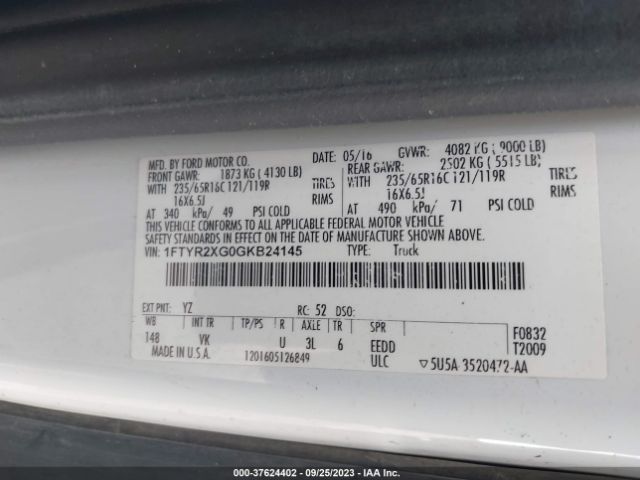 MFD. BY FORD MOTOR CO. DATE: 05/16 GVWR: 4082 KG ( 9000 LB)
FRONT GAWR: 1873 KG ( 4130 LB) REAR GAWR: 2502 KG ( 5515 LB)
WITH 235/65R16C 121/119R TIRES WITH 235/65R16C 121/119R TIRES
16X6.5J RIMS 16X6.5J RIMS
AT 340 kPa/ 49 PSI COLD AT 490 kPa/ 71 PSI COLD
THIS VEHICLE CONFORMS TO ALL APPLICABLE FEDERAL MOTOR VEHICLE
SAFETY STANDARDS IN EFFECT ON THE DATE OF MANUFACTURE SHOWN ABOVE.
VIN: 1FTYR2XG0GKB24145 TYPE: Truck
EXT PNT: YZ RC: 52 DSO:
WB INT TR TP/PS R AXLE TR SPR F0832
148 VK U 3L 6 EEDD T2009
MADE IN U.S.A. 1201605126849 ULC ▽5U5A-3520472-AA
000-37624402 - 09/25/2023 - IAA Inc.